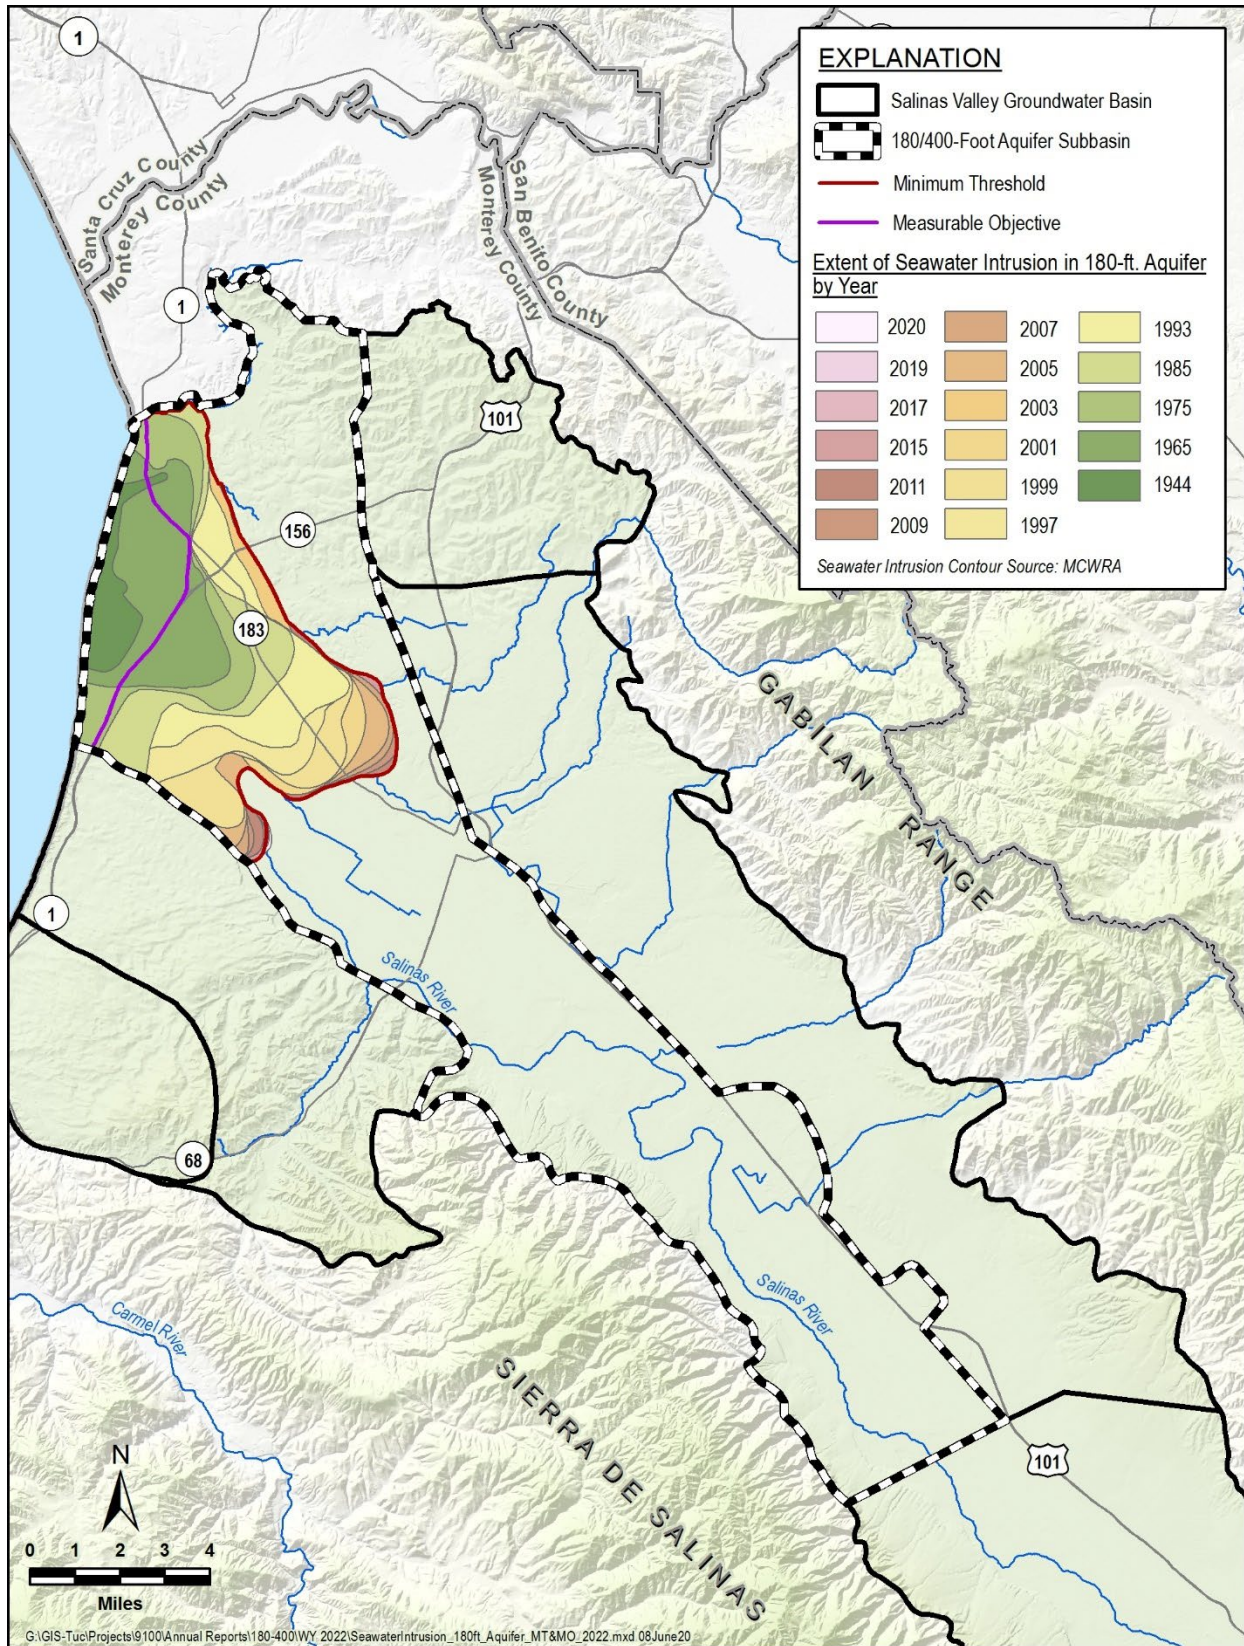 EXPLANATION
Salinas Valley Groundwater Basin
180/400-Foot Aquifer Subbasin
Minimum Threshold
Measurable Objective
Extent of Seawater Intrusion in 180-ft. Aquifer
by Year
2020
2019
2017
2015
2011
2009
2007
2005
2003
2001
1999
1997
1993
1985
1975
1965
1944
Seawater Intrusion Contour Source: MCWRA
1
Santa Cruz County
Monterey County
San Benito County
Monterey County
1
101
156
183
GABILAN RANGE
1
Salinas River
68
Salinas River
Carmel River
SIERRA DE SALINAS
101
N
0 1 2 3 4
Miles
G:\GIS-Tuc\Projects\9100\Annual Reports\180-400\WY 2022\SeawaterIntrusion_180ft_Aquifer_MT&MO_2022.mxd 08June20